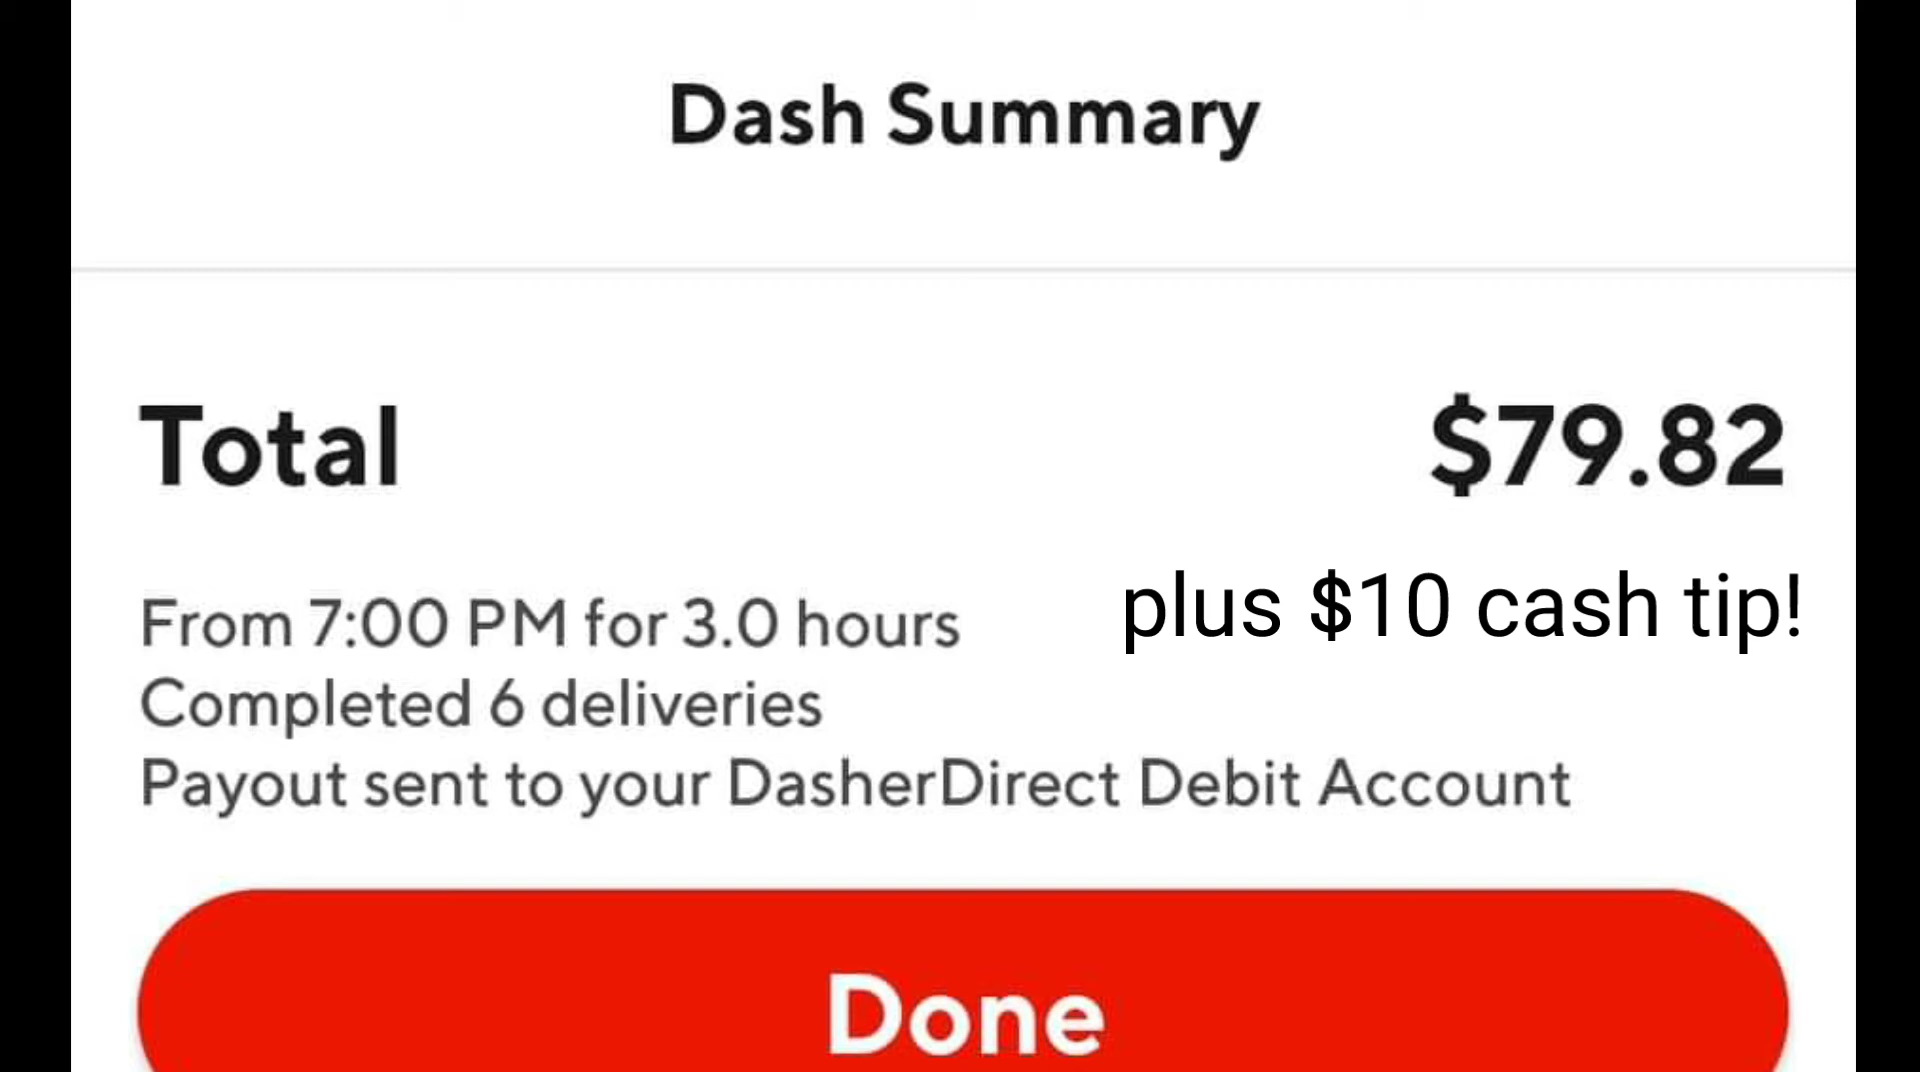 Dash Summary
Total $79.82
plus $10 cash tip!
From 7:00 PM for 3.0 hours
Completed 6 deliveries
Payout sent to your DasherDirect Debit Account
Done